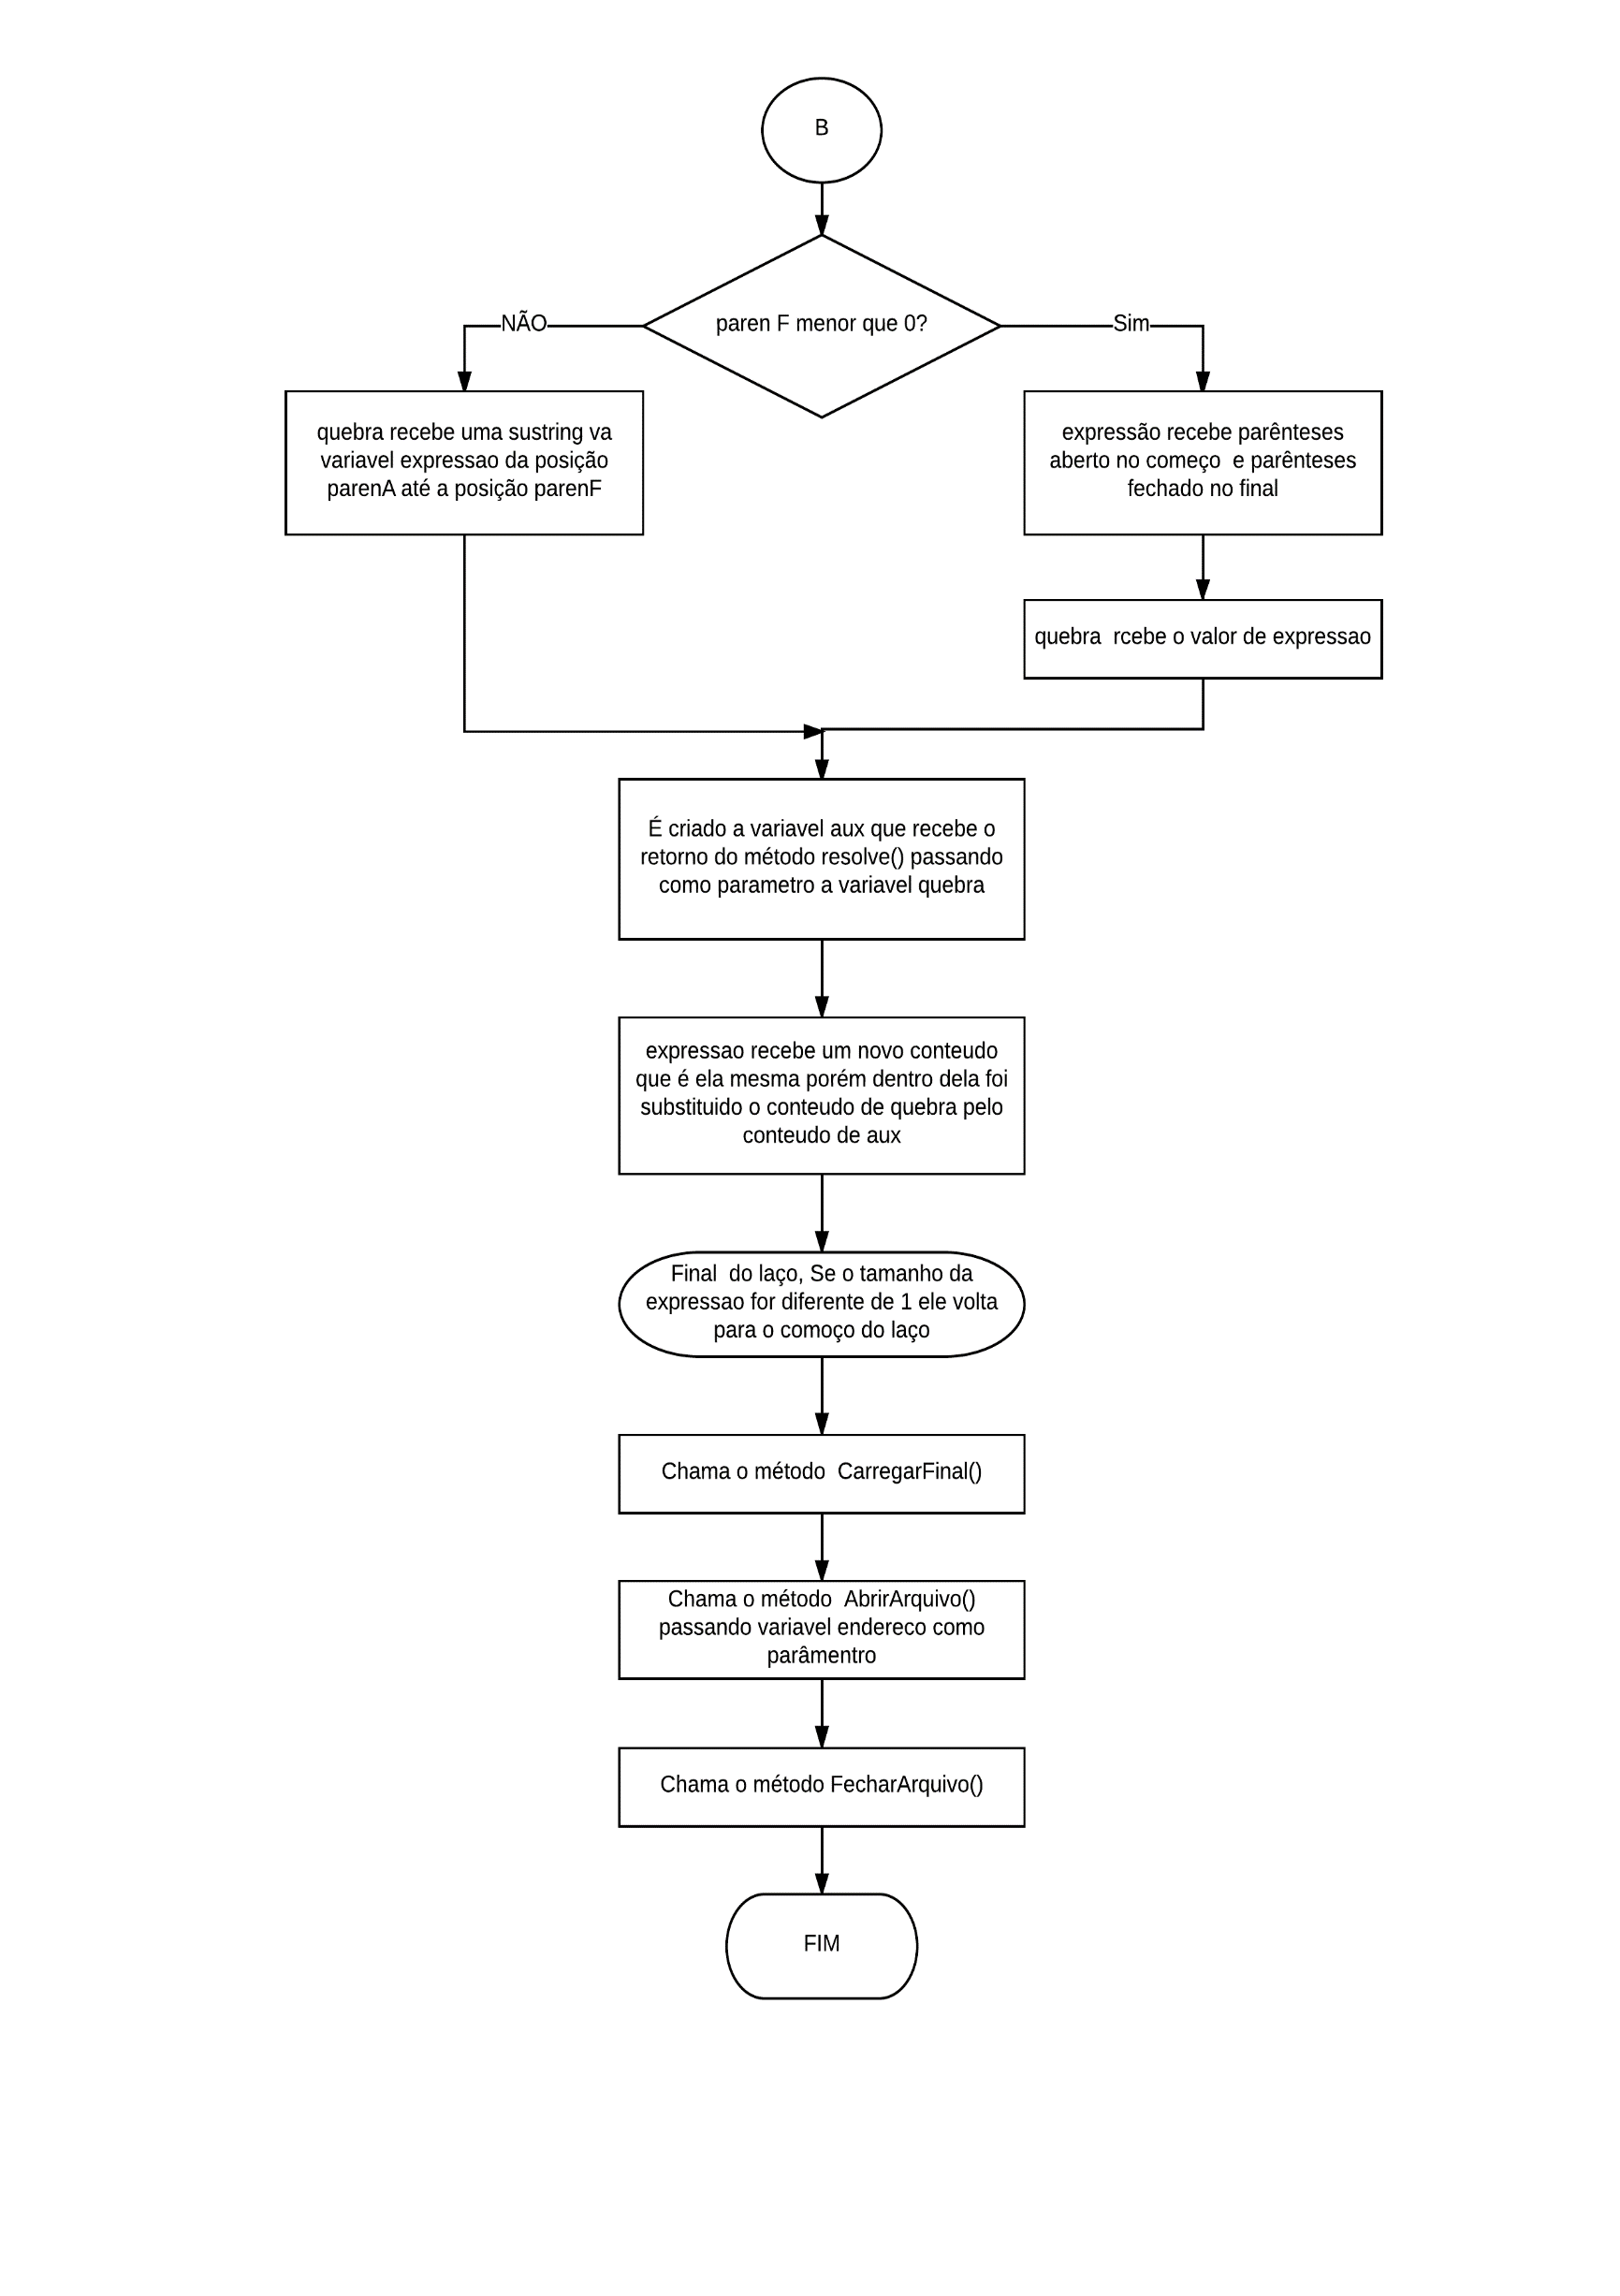 B
paren F menor que 0?
NÃO
Sim
quebra recebe uma sustring va
variavel expressao da posição
parenA até a posição parenF
expressão recebe parênteses
aberto no começo  e parênteses
fechado no final
quebra  rcebe o valor de expressao
É criado a variavel aux que recebe o
retorno do método resolve() passando
como parametro a variavel quebra
expressao recebe um novo conteudo
que é ela mesma porém dentro dela foi
substituido o conteudo de quebra pelo
conteudo de aux
Final  do laço, Se o tamanho da
expressao for diferente de 1 ele volta
para o comoço do laço
Chama o método  CarregarFinal()
Chama o método  AbrirArquivo()
passando variavel endereco como
parâmentro
Chama o método FecharArquivo()
FIM